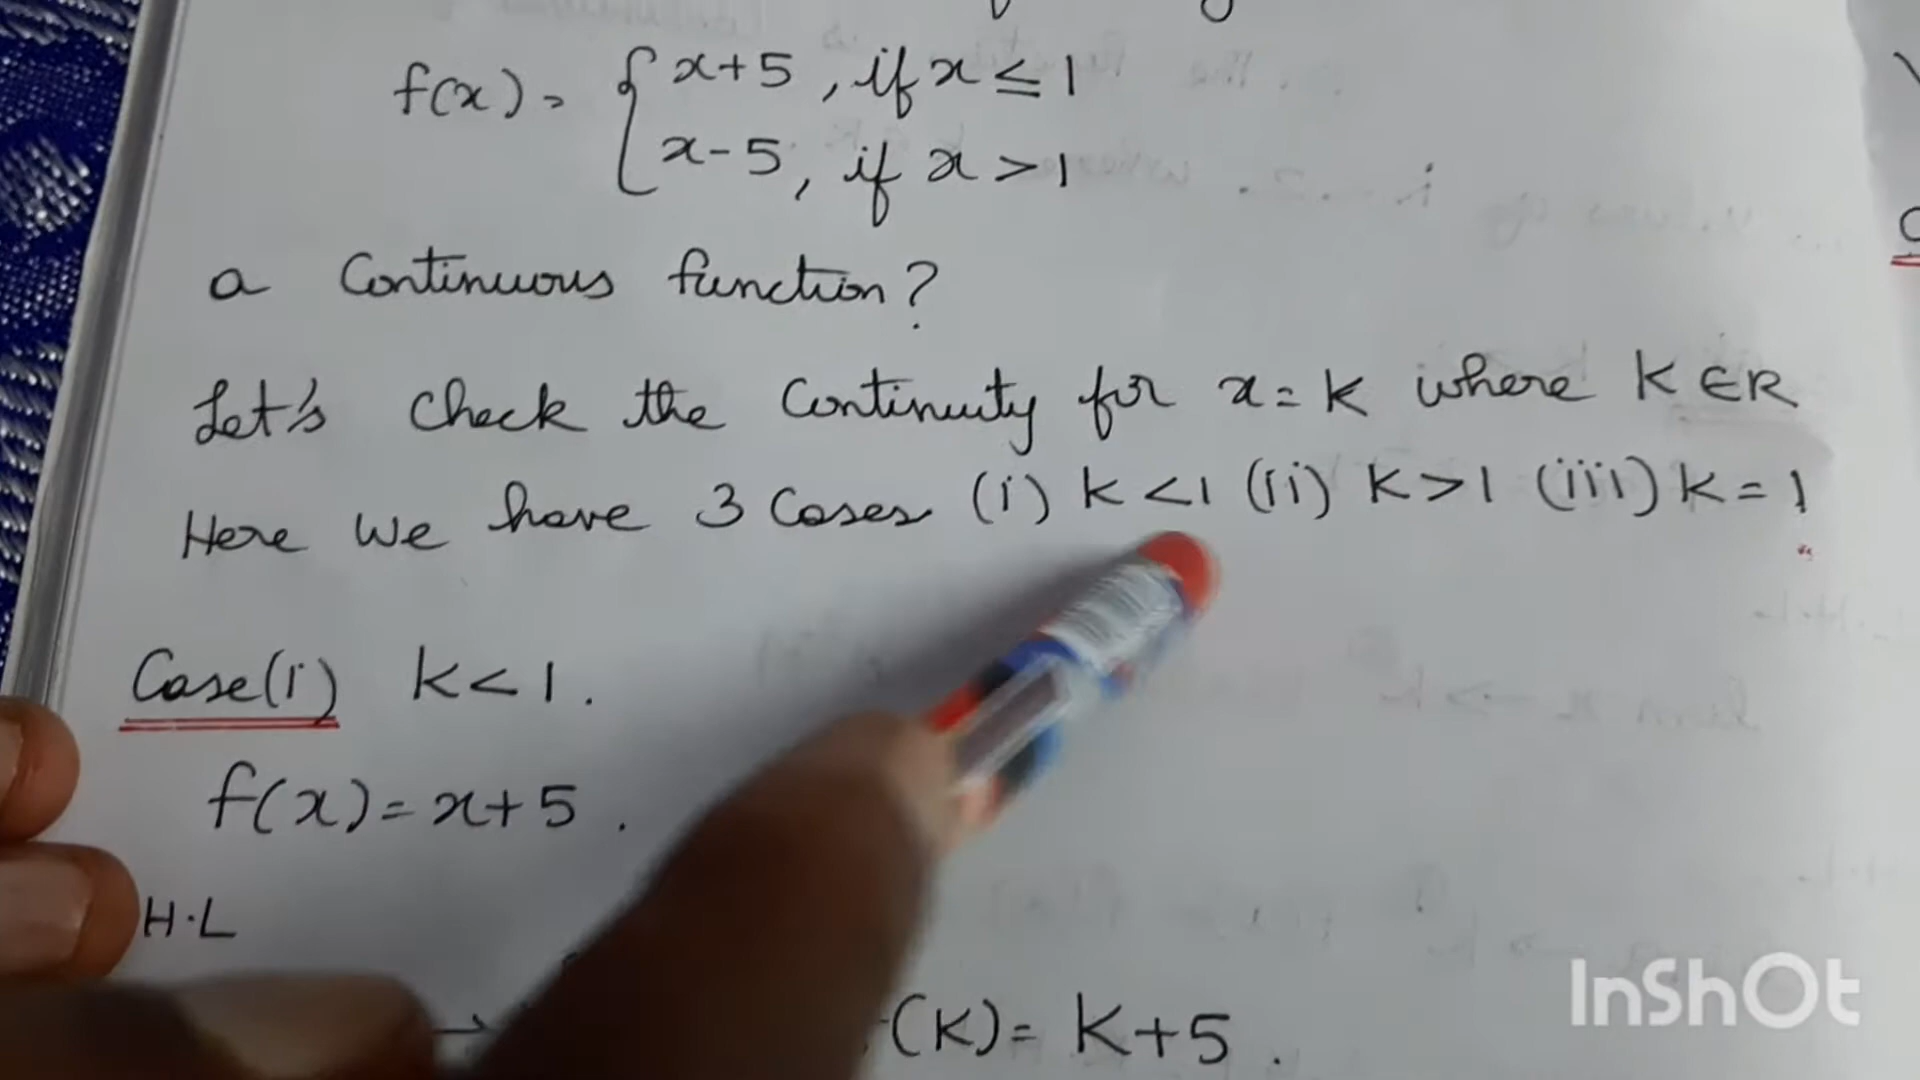 f(x) = { x+5 , if x ≤ 1
x-5 , if x > 1
a Continuous function?
Let's Check the Continuity for x = K where K ∈ R
Here we have 3 Cases (i) K < 1 (ii) K > 1 (iii) K = 1
Case(i) K < 1.
f(x) = x+5 .
H.L
(K) = K+5 .
InShOt